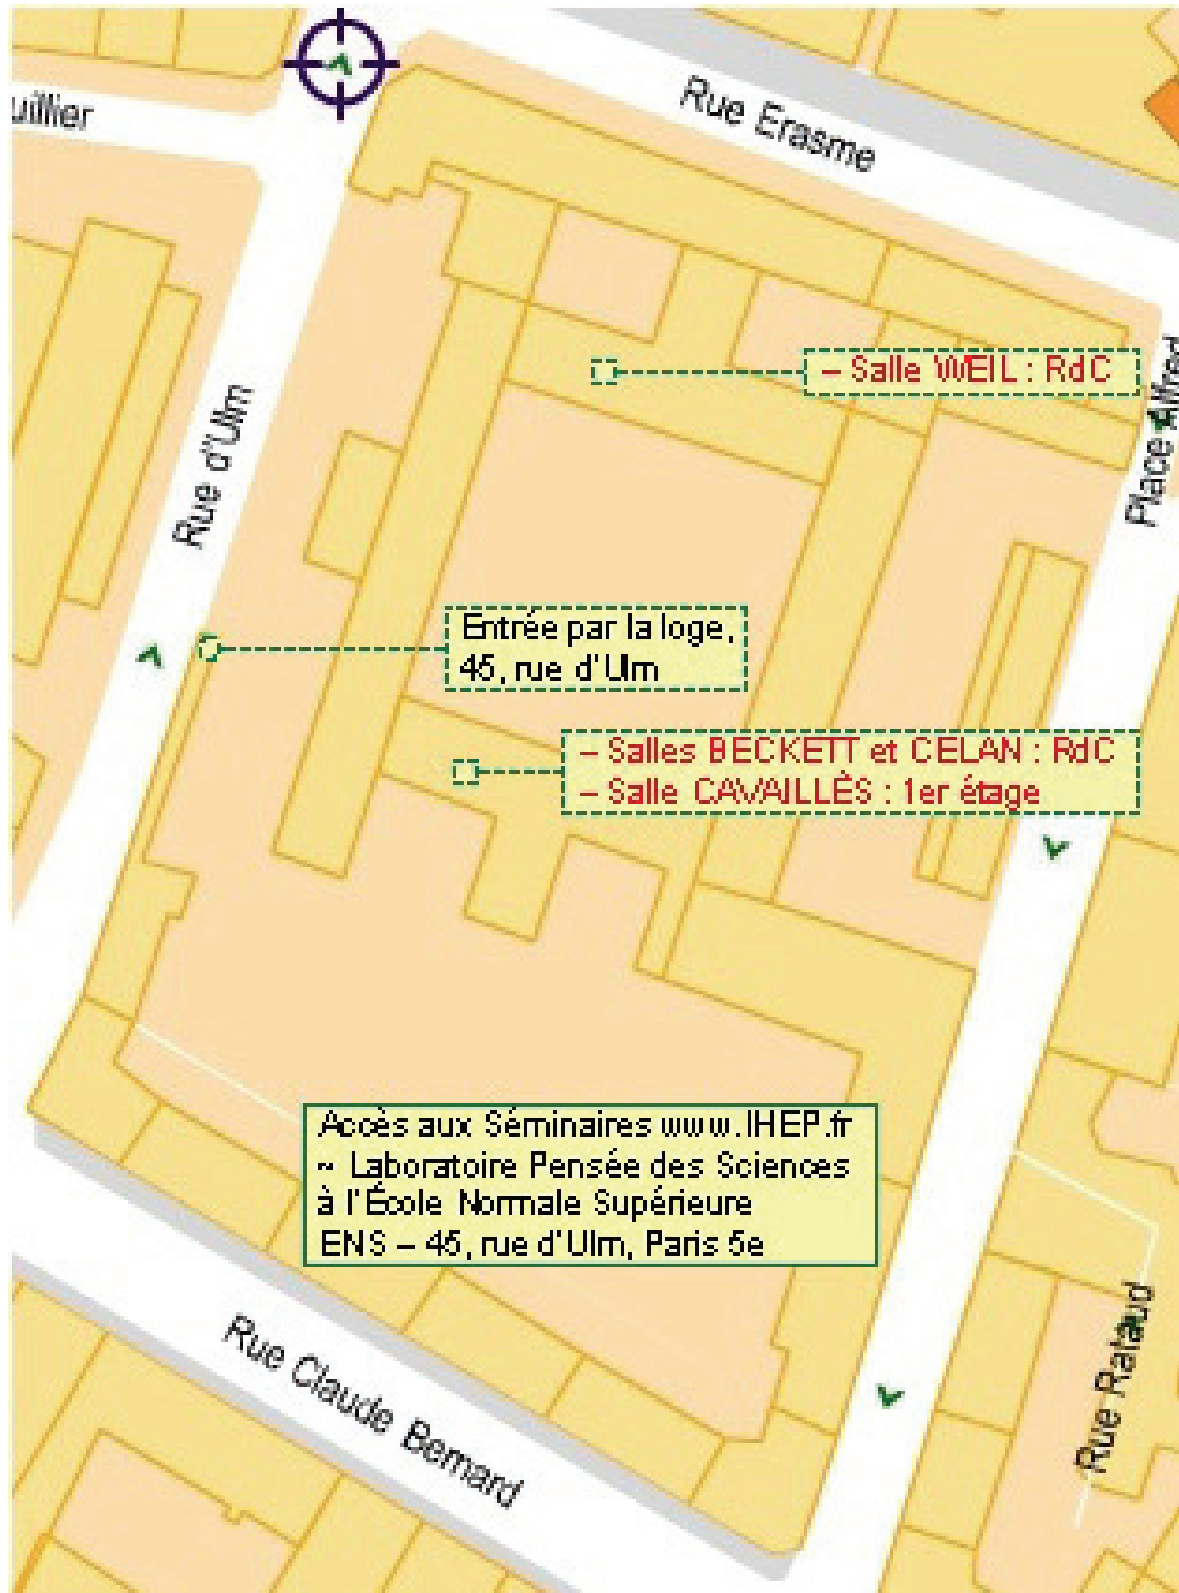 uillier
Rue Erasme
– Salle WEIL : RdC
Place Alfred
Rue d'Ulm
Entrée par la loge,
45, rue d'Ulm
– Salles BECKETT et CELAN : RdC
– Salle CAVAILLÈS : 1er étage
Accès aux Séminaires www.IHEP.fr
~ Laboratoire Pensée des Sciences
à l'École Normale Supérieure
ENS – 45, rue d'Ulm, Paris 5e
Rue Claude Bernard
Rue Rataud